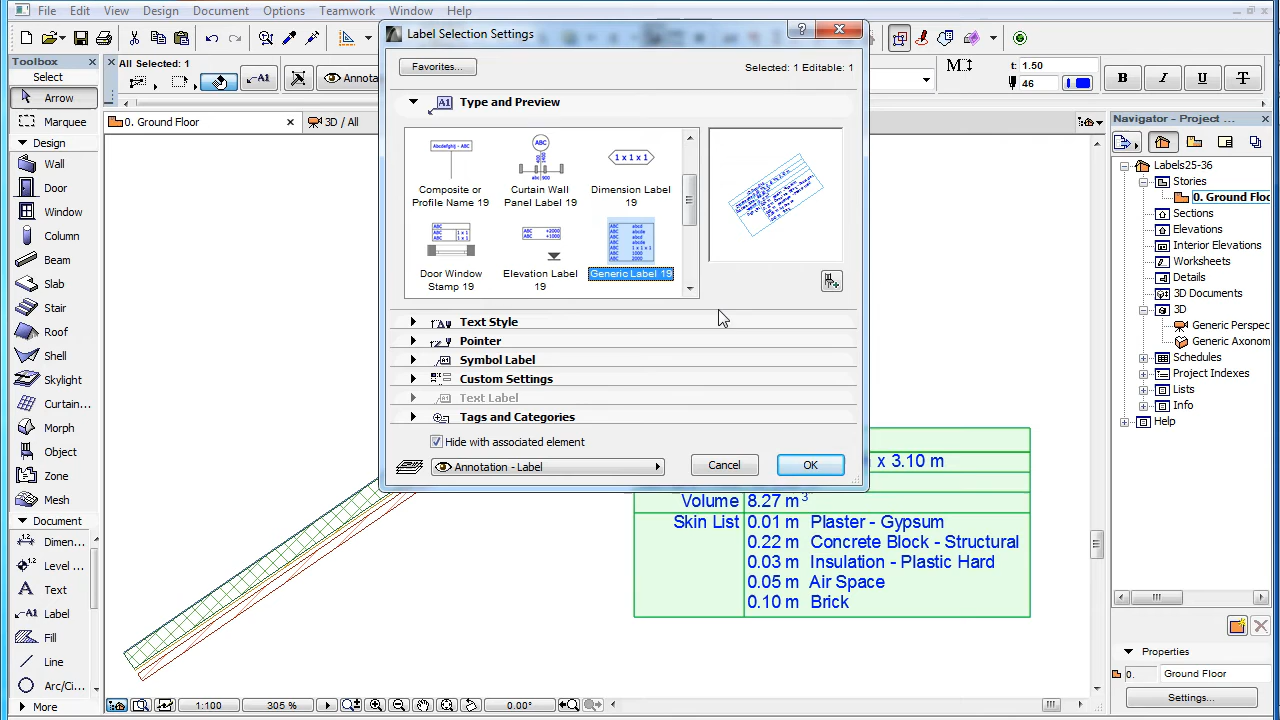 File Edit View Design Document Options Teamwork Window Help
Label Selection Settings
Toolbox
Select
Arrow
Marquee
Design
Wall
Door
Window
Column
Beam
Slab
Stair
Roof
Shell
Skylight
Curtain...
Morph
Object
Zone
Mesh
Document
Dimen...
Level ...
Text
Label
Fill
Line
Arc/Ci...
More
All Selected: 1
Annota
0. Ground Floor
3D / All
Favorites...
Selected: 1 Editable: 1
Type and Preview
Composite or Profile Name 19
Curtain Wall Panel Label 19
Dimension Label 19
Door Window Stamp 19
Elevation Label 19
Generic Label 19
Text Style
Pointer
Symbol Label
Custom Settings
Text Label
Tags and Categories
Hide with associated element
Annotation - Label
Cancel
OK
t: 1.50
46
B I U T
x 3.10 m
Volume 8.27 m3
Skin List 0.01 m Plaster - Gypsum
0.22 m Concrete Block - Structural
0.03 m Insulation - Plastic Hard
0.05 m Air Space
0.10 m Brick
1:100
305 %
0.00°
Navigator - Project ...
Labels25-36
Stories
0. Ground Floo
Sections
Elevations
Interior Elevations
Worksheets
Details
3D Documents
3D
Generic Perspec
Generic Axonom
Schedules
Project Indexes
Lists
Info
Help
Properties
0. Ground Floor
Settings...